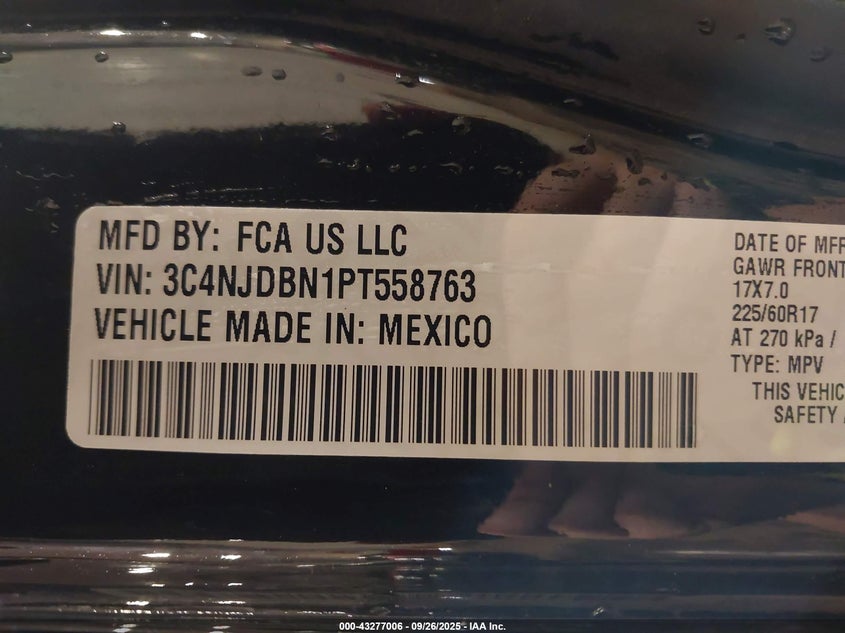 MFD BY: FCA US LLC
VIN: 3C4NJDBN1PT558763
VEHICLE MADE IN: MEXICO
DATE OF MFR
GAWR FRONT
17X7.0
225/60R17
AT 270 kPa /
TYPE: MPV
THIS VEHIC
SAFETY
000-43277006 - 09/26/2025 - IAA Inc.